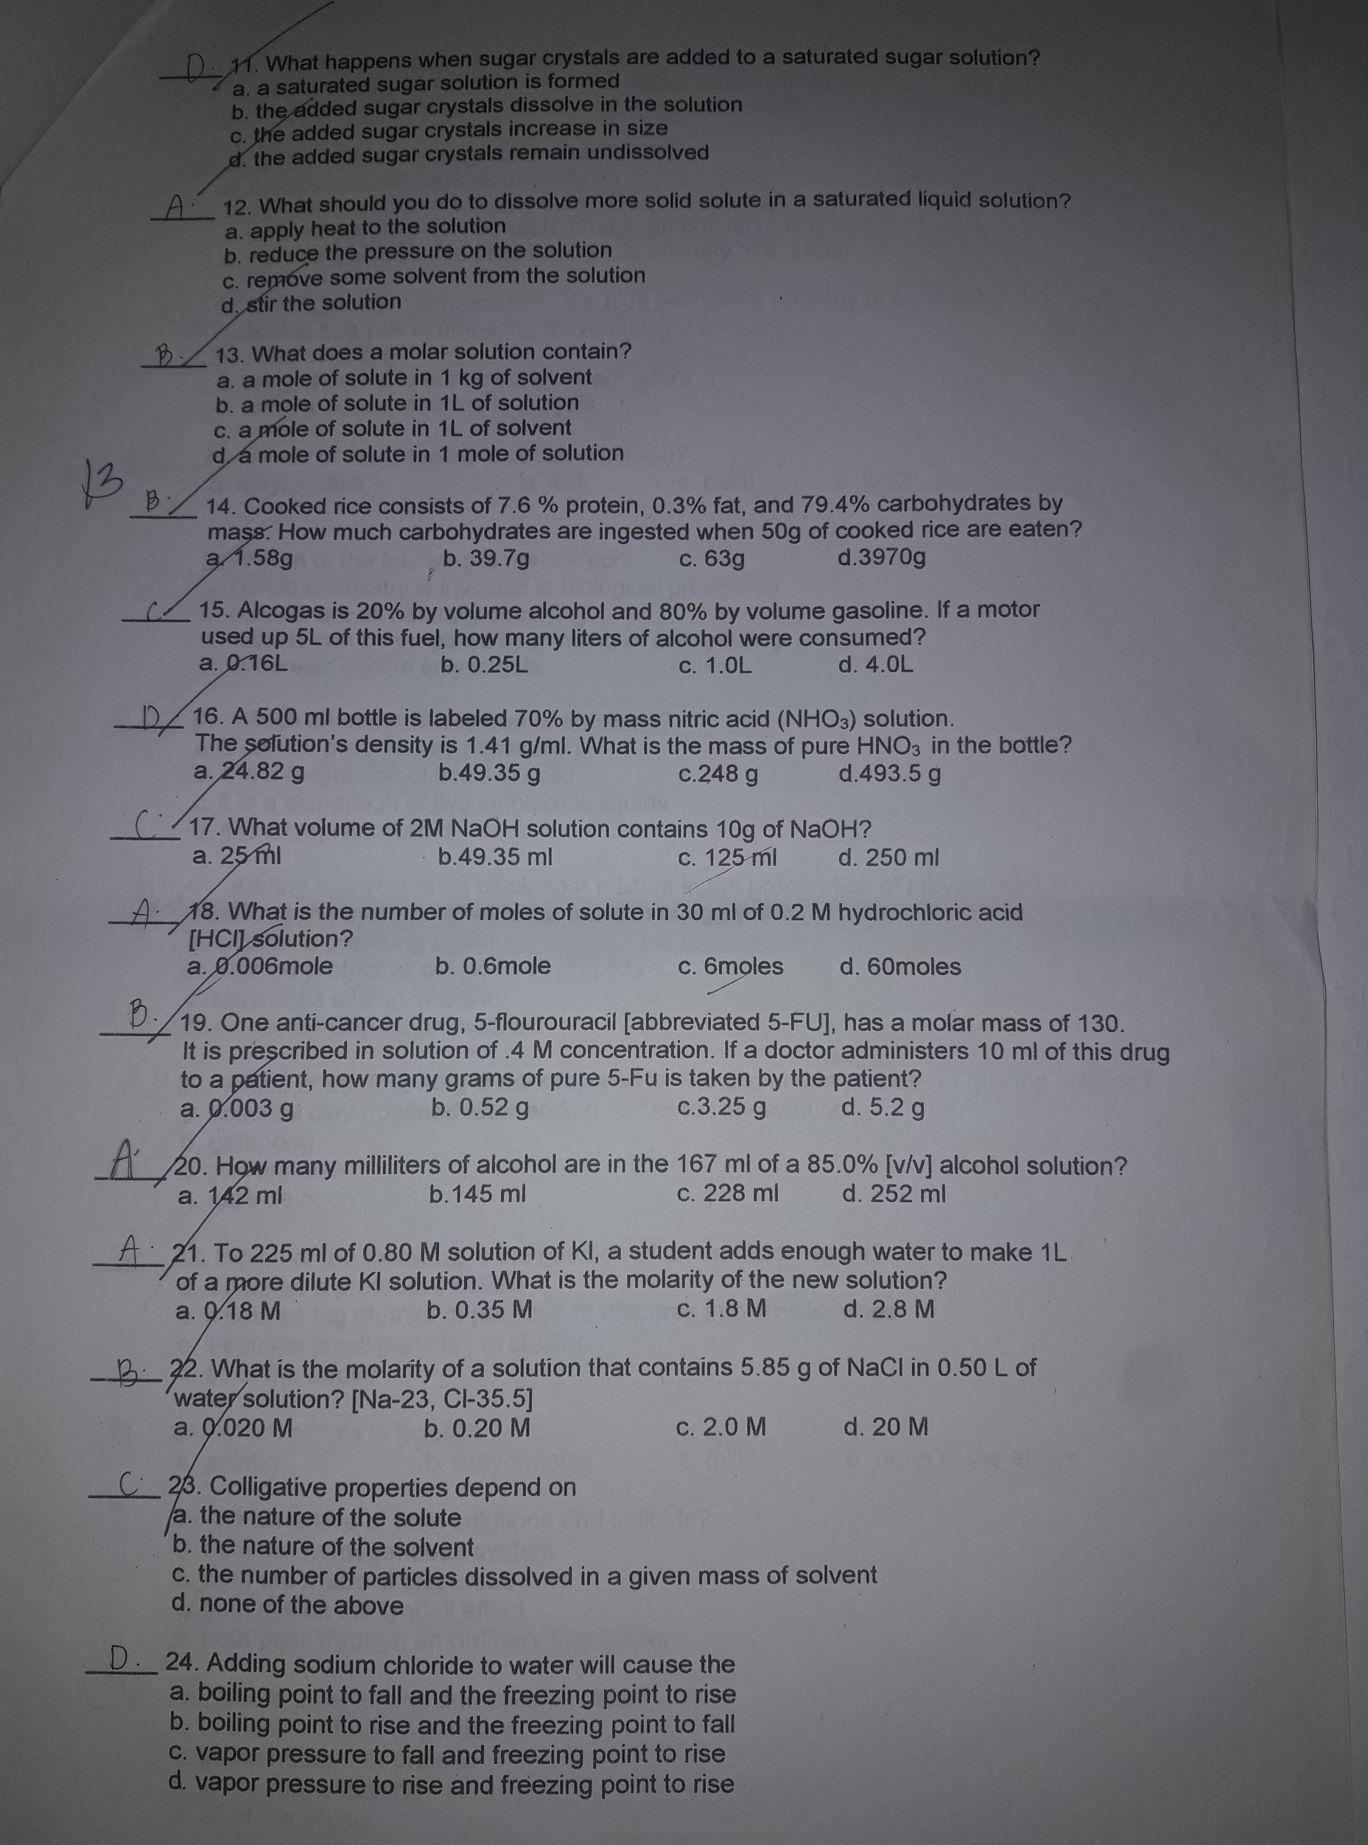 D. 11. What happens when sugar crystals are added to a saturated sugar solution?
a. a saturated sugar solution is formed
b. the added sugar crystals dissolve in the solution
c. the added sugar crystals increase in size
d. the added sugar crystals remain undissolved
A. 12. What should you do to dissolve more solid solute in a saturated liquid solution?
a. apply heat to the solution
b. reduce the pressure on the solution
c. remove some solvent from the solution
d. stir the solution
B. 13. What does a molar solution contain?
a. a mole of solute in 1 kg of solvent
b. a mole of solute in 1L of solution
c. a mole of solute in 1L of solvent
d. a mole of solute in 1 mole of solution
13
B. 14. Cooked rice consists of 7.6 % protein, 0.3% fat, and 79.4% carbohydrates by
mass. How much carbohydrates are ingested when 50g of cooked rice are eaten?
a. 1.58g b. 39.7g c. 63g d.3970g
C 15. Alcogas is 20% by volume alcohol and 80% by volume gasoline. If a motor
used up 5L of this fuel, how many liters of alcohol were consumed?
a. 0.16L b. 0.25L c. 1.0L d. 4.0L
D 16. A 500 ml bottle is labeled 70% by mass nitric acid (NHO3) solution.
The solution's density is 1.41 g/ml. What is the mass of pure HNO3 in the bottle?
a. 24.82 g b.49.35 g c.248 g d.493.5 g
C. 17. What volume of 2M NaOH solution contains 10g of NaOH?
a. 25 ml b.49.35 ml c. 125 ml d. 250 ml
A. 18. What is the number of moles of solute in 30 ml of 0.2 M hydrochloric acid
[HCl] solution?
a. 0.006mole b. 0.6mole c. 6moles d. 60moles
B. 19. One anti-cancer drug, 5-flourouracil [abbreviated 5-FU], has a molar mass of 130.
It is prescribed in solution of .4 M concentration. If a doctor administers 10 ml of this drug
to a patient, how many grams of pure 5-Fu is taken by the patient?
a. 0.003 g b. 0.52 g c.3.25 g d. 5.2 g
A. 20. How many milliliters of alcohol are in the 167 ml of a 85.0% [v/v] alcohol solution?
a. 142 ml b.145 ml c. 228 ml d. 252 ml
A. 21. To 225 ml of 0.80 M solution of KI, a student adds enough water to make 1L
of a more dilute KI solution. What is the molarity of the new solution?
a. 0.18 M b. 0.35 M c. 1.8 M d. 2.8 M
B. 22. What is the molarity of a solution that contains 5.85 g of NaCl in 0.50 L of
water solution? [Na-23, Cl-35.5]
a. 0.020 M b. 0.20 M c. 2.0 M d. 20 M
C. 23. Colligative properties depend on
a. the nature of the solute
b. the nature of the solvent
c. the number of particles dissolved in a given mass of solvent
d. none of the above
D. 24. Adding sodium chloride to water will cause the
a. boiling point to fall and the freezing point to rise
b. boiling point to rise and the freezing point to fall
c. vapor pressure to fall and freezing point to rise
d. vapor pressure to rise and freezing point to rise